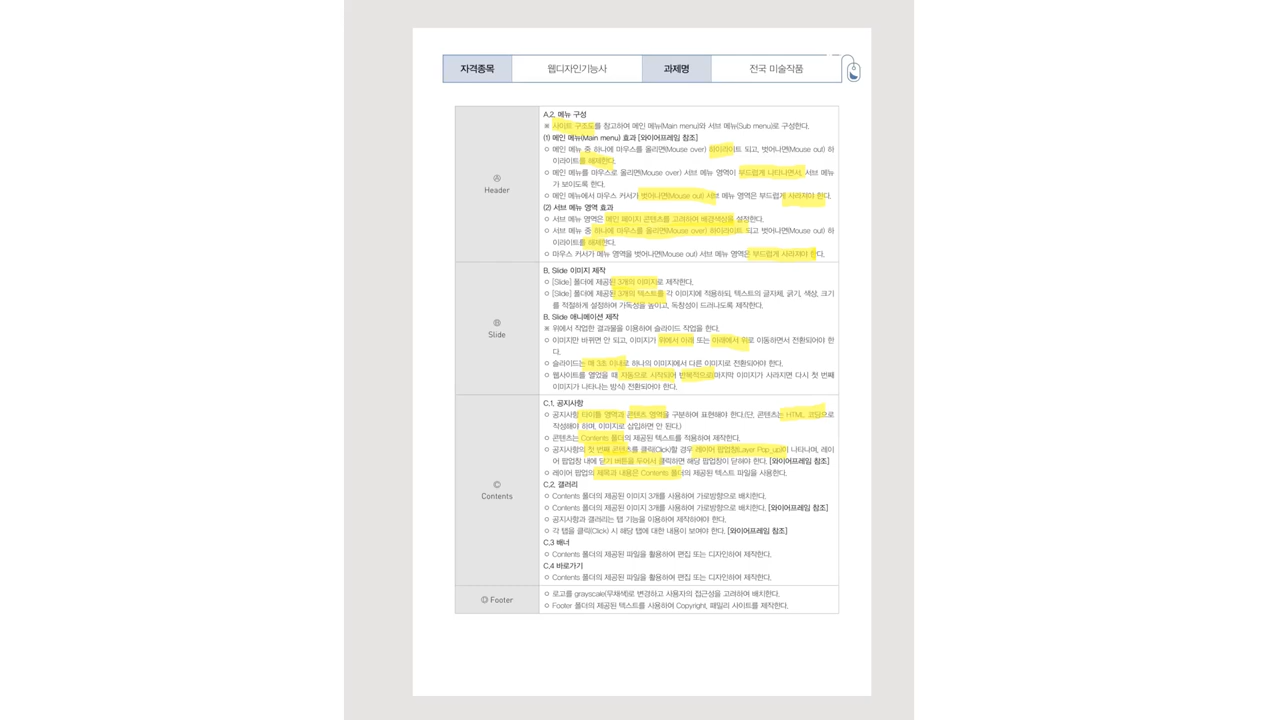 자격종목 웹디자인기능사 과제명 전국 미술작품
Ⓐ
Header
A.2. 메뉴 구성
※ 사이트 구조도를 참고하여 메인 메뉴(Main menu)와 서브 메뉴(Sub menu)로 구성한다.
(1) 메인 메뉴(Main menu) 효과 [와이어프레임 참조]
○ 메인 메뉴 중 하나에 마우스를 올리면(Mouse over) 하이라이트 되고, 벗어나면(Mouse out) 하
이라이트를 해제한다.
○ 메인 메뉴를 마우스로 올리면(Mouse over) 서브 메뉴 영역이 부드럽게 나타나면서, 서브 메뉴
가 보이도록 한다.
○ 메인 메뉴에서 마우스 커서가 벗어나면(Mouse out) 서브 메뉴 영역은 부드럽게 사라져야 한다.
(2) 서브 메뉴 영역 효과
○ 서브 메뉴 영역은 메인 페이지 콘텐츠를 고려하여 배경색상을 설정한다.
○ 서브 메뉴 중 하나에 마우스를 올리면(Mouse over) 하이라이트 되고 벗어나면(Mouse out) 하
이라이트를 해제한다.
○ 마우스 커서가 메뉴 영역을 벗어나면(Mouse out) 서브 메뉴 영역은 부드럽게 사라져야 한다.
Ⓑ
Slide
B. Slide 이미지 제작
○ [Slide] 폴더에 제공된 3개의 이미지로 제작한다.
○ [Slide] 폴더에 제공된 3개의 텍스트를 각 이미지에 적용하되, 텍스트의 글자체, 굵기, 색상, 크기
를 적절하게 설정하여 가독성을 높이고, 독창성이 드러나도록 제작한다.
B. Slide 애니메이션 제작
※ 위에서 작업한 결과물을 이용하여 슬라이드 작업을 한다.
○ 이미지만 바뀌면 안 되고, 이미지가 위에서 아래 또는 아래에서 위로 이동하면서 전환되어야 한
다.
○ 슬라이드는 매 3초 이내로 하나의 이미지에서 다른 이미지로 전환되어야 한다.
○ 웹사이트를 열었을 때 자동으로 시작되어 반복적으로(마지막 이미지가 사라지면 다시 첫 번째
이미지가 나타나는 방식) 전환되어야 한다.
Ⓒ
Contents
C.1. 공지사항
○ 공지사항 타이틀 영역과 콘텐츠 영역을 구분하여 표현해야 한다.(단, 콘텐츠는 HTML 코딩으로
작성해야 하며, 이미지로 삽입하면 안 된다.)
○ 콘텐츠는 Contents 폴더의 제공된 텍스트를 적용하여 제작한다.
○ 공지사항의 첫 번째 콘텐츠를 클릭(Click)할 경우 레이어 팝업창(Layer Pop_up)이 나타나며, 레이
어 팝업창 내에 닫기 버튼을 두어서 클릭하면 해당 팝업창이 닫혀야 한다. [와이어프레임 참조]
○ 레이어 팝업의 제목과 내용은 Contents 폴더의 제공된 텍스트 파일을 사용한다.
C.2. 갤러리
○ Contents 폴더의 제공된 이미지 3개를 사용하여 가로방향으로 배치한다.
○ Contents 폴더의 제공된 이미지 3개를 사용하여 가로방향으로 배치한다. [와이어프레임 참조]
○ 공지사항과 갤러리는 탭 기능을 이용하여 제작하여야 한다.
○ 각 탭을 클릭(Click) 시 해당 탭에 대한 내용이 보여야 한다. [와이어프레임 참조]
C.3 배너
○ Contents 폴더의 제공된 파일을 활용하여 편집 또는 디자인하여 제작한다.
C.4 바로가기
○ Contents 폴더의 제공된 파일을 활용하여 편집 또는 디자인하여 제작한다.
Ⓓ Footer
○ 로고를 grayscale(무채색)로 변경하고 사용자의 접근성을 고려하여 배치한다.
○ Footer 폴더의 제공된 텍스트를 사용하여 Copyright, 패밀리 사이트를 제작한다.